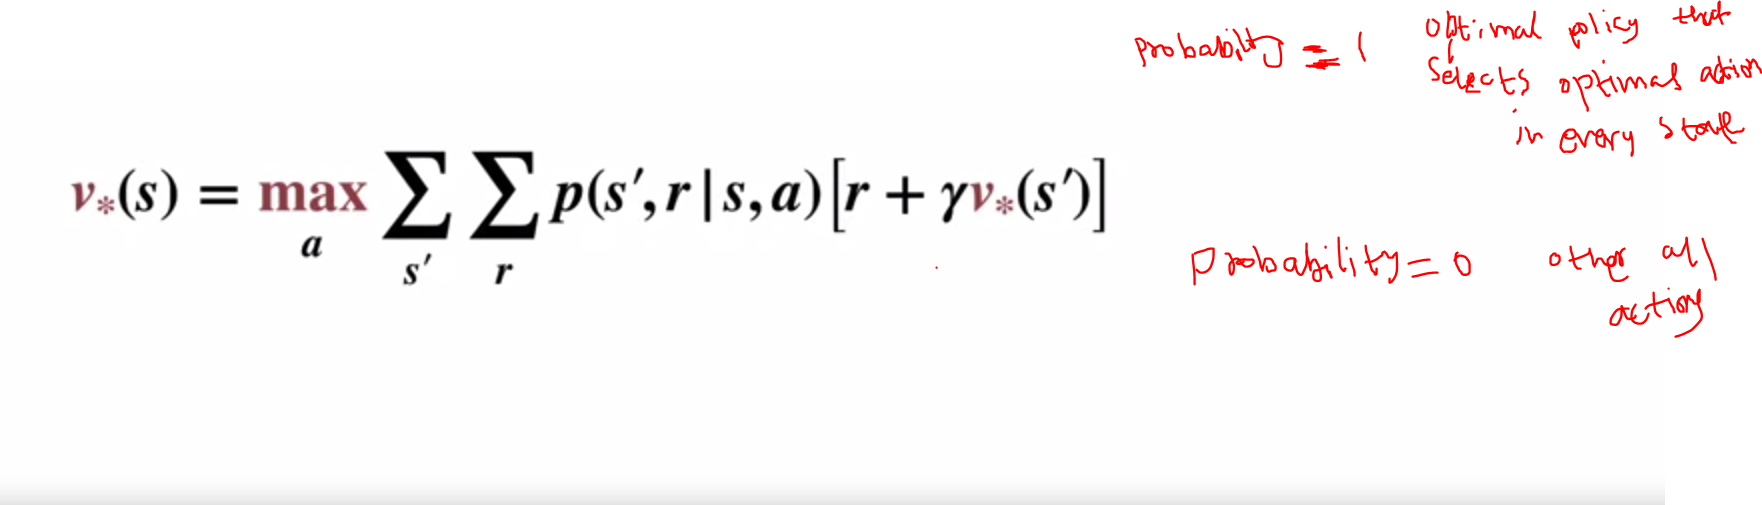 probability = 1 optimal policy that
selects optimal action
in every state
v*(s) = max Σ Σ p(s′, r | s, a)[r + γv*(s′)]
a s′ r
probability = 0 other all
actions